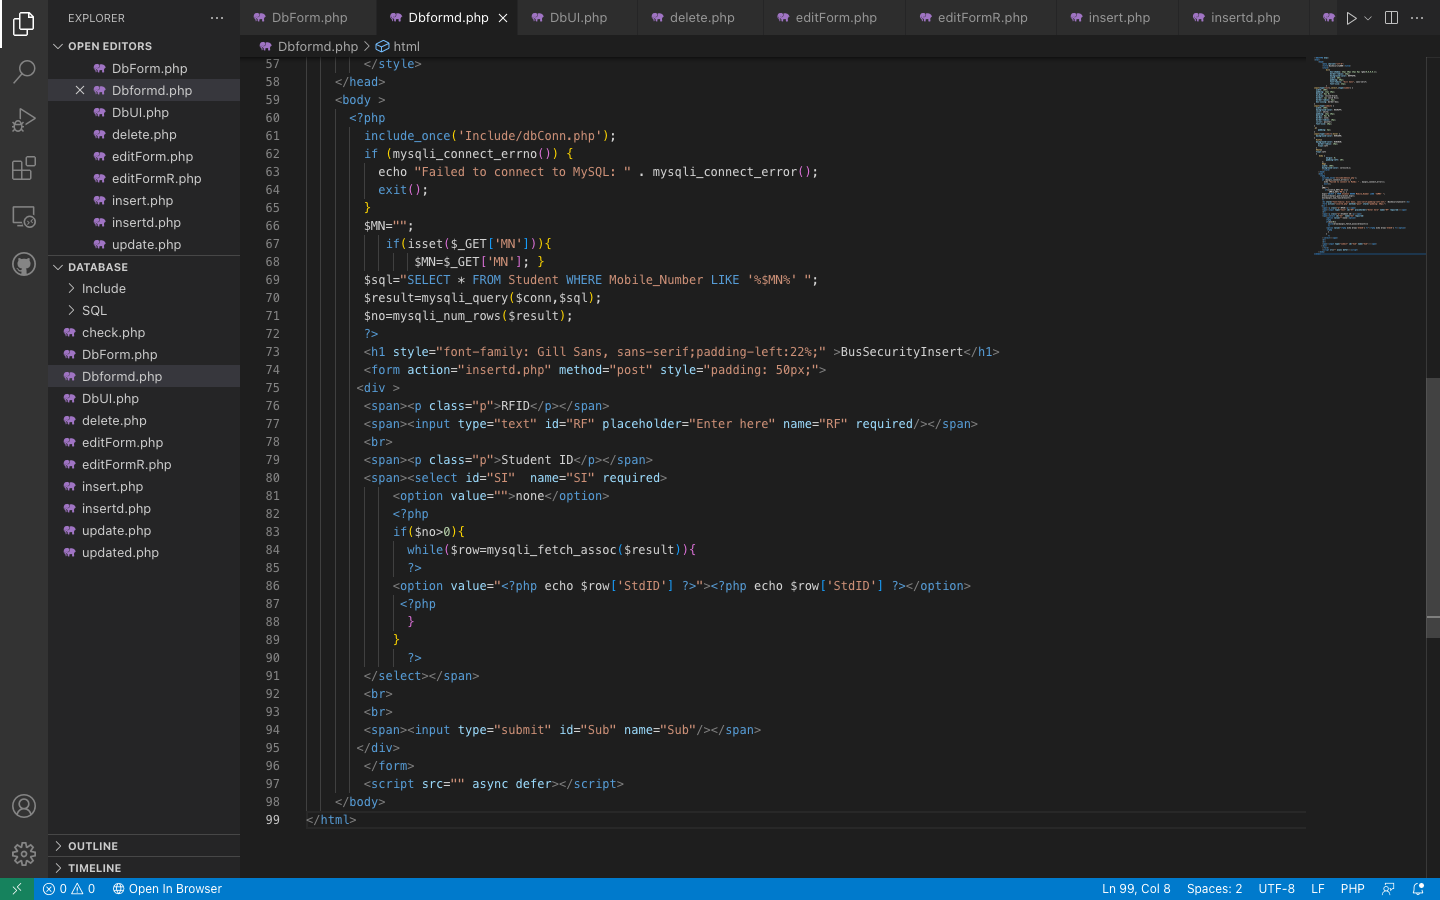 EXPLORER
OPEN EDITORS
DbForm.php
Dbformd.php
DbUI.php
delete.php
editForm.php
editFormR.php
insert.php
insertd.php
update.php
DATABASE
Include
SQL
check.php
DbForm.php
Dbformd.php
DbUI.php
delete.php
editForm.php
editFormR.php
insert.php
insertd.php
update.php
updated.php
OUTLINE
TIMELINE
DbForm.php Dbformd.php DbUI.php delete.php editForm.php editFormR.php insert.php insertd.php
Dbformd.php > html
57 </style>
58 </head>
59 <body >
60 <?php
61 include_once('Include/dbConn.php');
62 if (mysqli_connect_errno()) {
63 echo "Failed to connect to MySQL: " . mysqli_connect_error();
64 exit();
65 }
66 $MN="";
67 if(isset($_GET['MN'])){
68 $MN=$_GET['MN']; }
69 $sql="SELECT * FROM Student WHERE Mobile_Number LIKE '%$MN%' ";
70 $result=mysqli_query($conn,$sql);
71 $no=mysqli_num_rows($result);
72 ?>
73 <h1 style="font-family: Gill Sans, sans-serif;padding-left:22%;" >BusSecurityInsert</h1>
74 <form action="insertd.php" method="post" style="padding: 50px;">
75 <div >
76 <span><p class="p">RFID</p></span>
77 <span><input type="text" id="RF" placeholder="Enter here" name="RF" required/></span>
78 <br>
79 <span><p class="p">Student ID</p></span>
80 <span><select id="SI"  name="SI" required>
81 <option value="">none</option>
82 <?php
83 if($no>0){
84 while($row=mysqli_fetch_assoc($result)){
85 ?>
86 <option value="<?php echo $row['StdID'] ?>"><?php echo $row['StdID'] ?></option>
87 <?php
88 }
89 }
90 ?>
91 </select></span>
92 <br>
93 <br>
94 <span><input type="submit" id="Sub" name="Sub"/></span>
95 </div>
96 </form>
97 <script src="" async defer></script>
98 </body>
99 </html>
0 0 Open In Browser Ln 99, Col 8 Spaces: 2 UTF-8 LF PHP